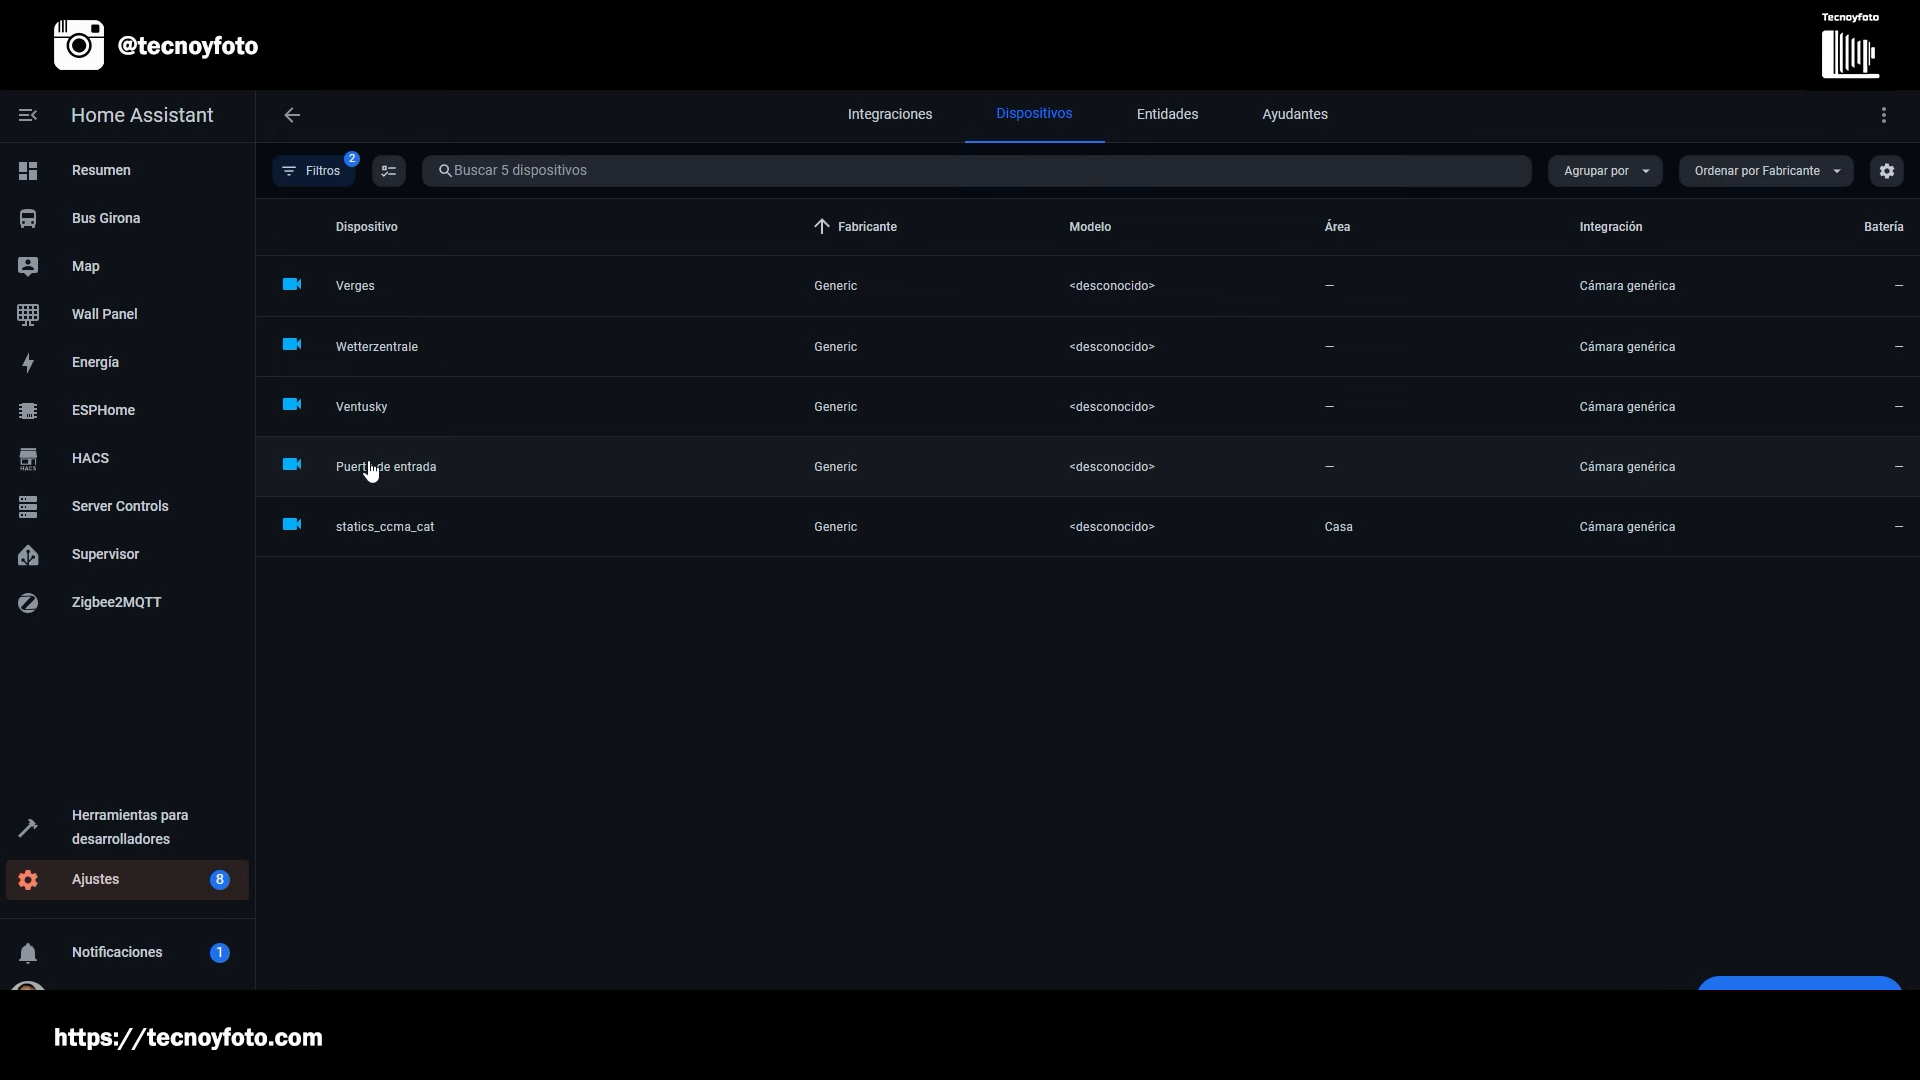 @tecnoyfoto
Tecnoyfoto
Home Assistant
Integraciones
Dispositivos
Entidades
Ayudantes
Resumen
Bus Girona
Map
Wall Panel
Energía
ESPHome
HACS
Server Controls
Supervisor
Zigbee2MQTT
Herramientas para
desarrolladores
Ajustes 8
Notificaciones 1
Filtros 2
Buscar 5 dispositivos
Agrupar por
Ordenar por Fabricante
Dispositivo Fabricante Modelo Área Integración Batería
Verges Generic <desconocido> — Cámara genérica —
Wetterzentrale Generic <desconocido> — Cámara genérica —
Ventusky Generic <desconocido> — Cámara genérica —
de entrada Generic <desconocido> — Cámara genérica —
statics_ccma_cat Generic <desconocido> Casa Cámara genérica —
https://tecnoyfoto.com